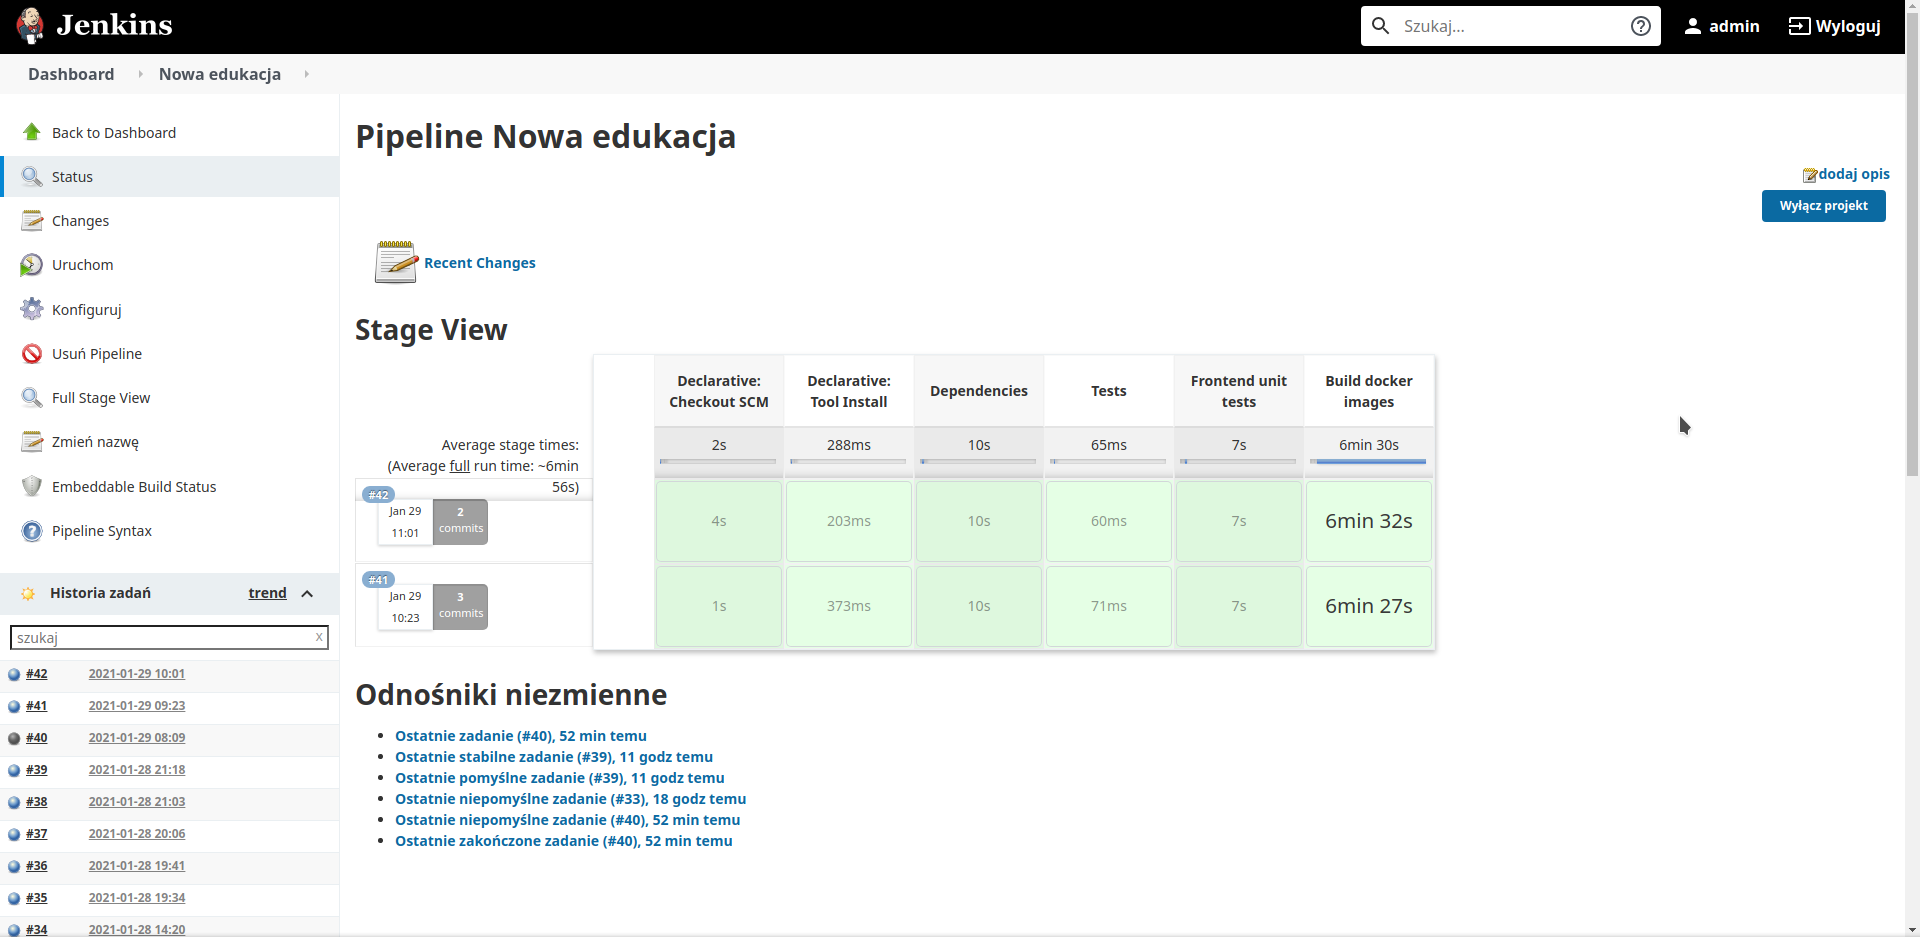 Jenkins
Szukaj...
admin
Wyloguj
Dashboard
Nowa edukacja
Back to Dashboard
Status
Changes
Uruchom
Konfiguruj
Usuń Pipeline
Full Stage View
Zmień nazwę
Embeddable Build Status
Pipeline Syntax
Historia zadań
trend
szukaj
x
#42 2021-01-29 10:01
#41 2021-01-29 09:23
#40 2021-01-29 08:09
#39 2021-01-28 21:18
#38 2021-01-28 21:03
#37 2021-01-28 20:06
#36 2021-01-28 19:41
#35 2021-01-28 19:34
#34 2021-01-28 14:20
Pipeline Nowa edukacja
dodaj opis
Wyłącz projekt
Recent Changes
Stage View
Declarative: Checkout SCM
Declarative: Tool Install
Dependencies
Tests
Frontend unit tests
Build docker images
Average stage times:
(Average full run time: ~6min
56s)
2s 288ms 10s 65ms 7s 6min 30s
#42
Jan 29
11:01
2
commits
4s 203ms 10s 60ms 7s 6min 32s
#41
Jan 29
10:23
3
commits
1s 373ms 10s 71ms 7s 6min 27s
Odnośniki niezmienne
Ostatnie zadanie (#40), 52 min temu
Ostatnie stabilne zadanie (#39), 11 godz temu
Ostatnie pomyślne zadanie (#39), 11 godz temu
Ostatnie niepomyślne zadanie (#33), 18 godz temu
Ostatnie niepomyślne zadanie (#40), 52 min temu
Ostatnie zakończone zadanie (#40), 52 min temu